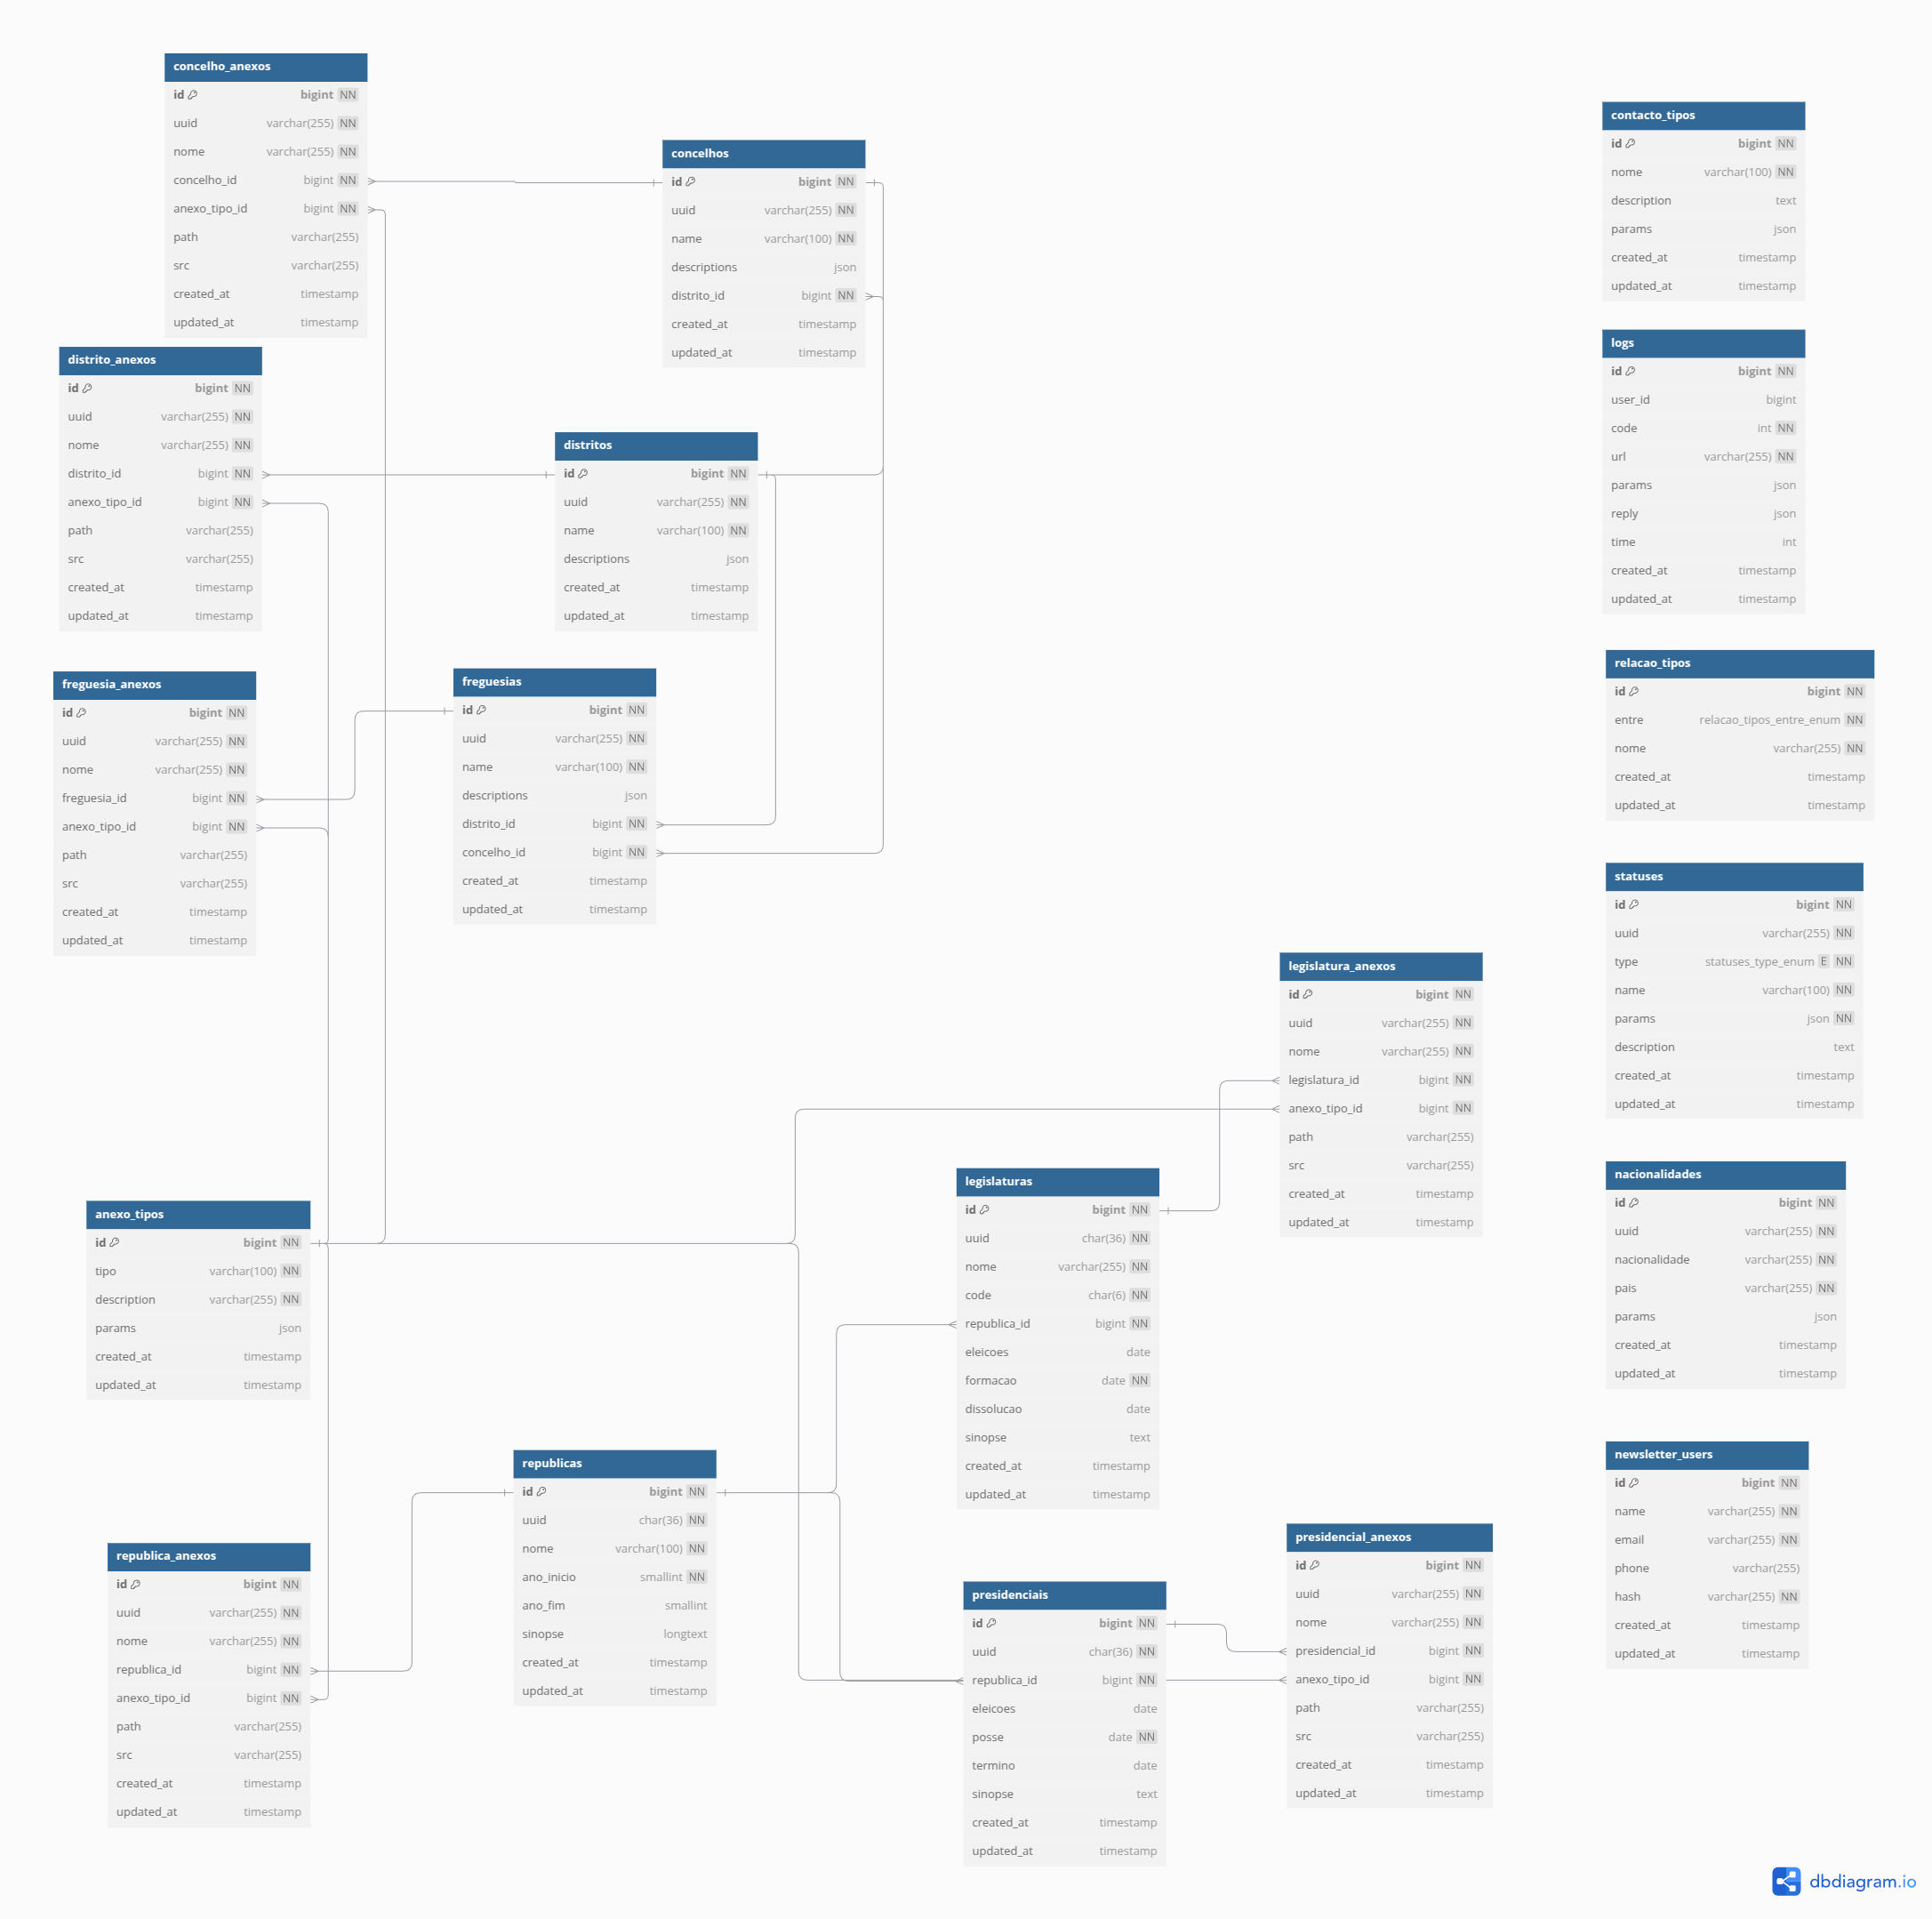 concelho_anexos
id bigint NN
uuid varchar(255) NN
nome varchar(255) NN
concelho_id bigint NN
anexo_tipo_id bigint NN
path varchar(255)
src varchar(255)
created_at timestamp
updated_at timestamp
concelhos
id bigint NN
uuid varchar(255) NN
name varchar(100) NN
descriptions json
distrito_id bigint NN
created_at timestamp
updated_at timestamp
contacto_tipos
id bigint NN
nome varchar(100) NN
description text
params json
created_at timestamp
updated_at timestamp
distrito_anexos
id bigint NN
uuid varchar(255) NN
nome varchar(255) NN
distrito_id bigint NN
anexo_tipo_id bigint NN
path varchar(255)
src varchar(255)
created_at timestamp
updated_at timestamp
distritos
id bigint NN
uuid varchar(255) NN
name varchar(100) NN
descriptions json
created_at timestamp
updated_at timestamp
logs
id bigint NN
user_id bigint
code int NN
url varchar(255) NN
params json
reply json
time int
created_at timestamp
updated_at timestamp
freguesia_anexos
id bigint NN
uuid varchar(255) NN
nome varchar(255) NN
freguesia_id bigint NN
anexo_tipo_id bigint NN
path varchar(255)
src varchar(255)
created_at timestamp
updated_at timestamp
freguesias
id bigint NN
uuid varchar(255) NN
name varchar(100) NN
descriptions json
distrito_id bigint NN
concelho_id bigint NN
created_at timestamp
updated_at timestamp
relacao_tipos
id bigint NN
entre relacao_tipos_entre_enum NN
nome varchar(255) NN
created_at timestamp
updated_at timestamp
statuses
id bigint NN
uuid varchar(255) NN
type statuses_type_enum E NN
name varchar(100) NN
params json NN
description text
created_at timestamp
updated_at timestamp
legislatura_anexos
id bigint NN
uuid varchar(255) NN
nome varchar(255) NN
legislatura_id bigint NN
anexo_tipo_id bigint NN
path varchar(255)
src varchar(255)
created_at timestamp
updated_at timestamp
legislaturas
id bigint NN
uuid char(36) NN
nome varchar(255) NN
code char(6) NN
republica_id bigint NN
eleicoes date
formacao date NN
dissolucao date
sinopse text
created_at timestamp
updated_at timestamp
nacionalidades
id bigint NN
uuid varchar(255) NN
nacionalidade varchar(255) NN
pais varchar(255) NN
params json
created_at timestamp
updated_at timestamp
anexo_tipos
id bigint NN
tipo varchar(100) NN
description varchar(255) NN
params json
created_at timestamp
updated_at timestamp
republicas
id bigint NN
uuid char(36) NN
nome varchar(100) NN
ano_inicio smallint NN
ano_fim smallint
sinopse longtext
created_at timestamp
updated_at timestamp
newsletter_users
id bigint NN
name varchar(255) NN
email varchar(255) NN
phone varchar(255)
hash varchar(255) NN
created_at timestamp
updated_at timestamp
republica_anexos
id bigint NN
uuid varchar(255) NN
nome varchar(255) NN
republica_id bigint NN
anexo_tipo_id bigint NN
path varchar(255)
src varchar(255)
created_at timestamp
updated_at timestamp
presidenciais
id bigint NN
uuid char(36) NN
republica_id bigint NN
eleicoes date
posse date NN
termino date
sinopse text
created_at timestamp
updated_at timestamp
presidencial_anexos
id bigint NN
uuid varchar(255) NN
nome varchar(255) NN
presidencial_id bigint NN
anexo_tipo_id bigint NN
path varchar(255)
src varchar(255)
created_at timestamp
updated_at timestamp
dbdiagram.io